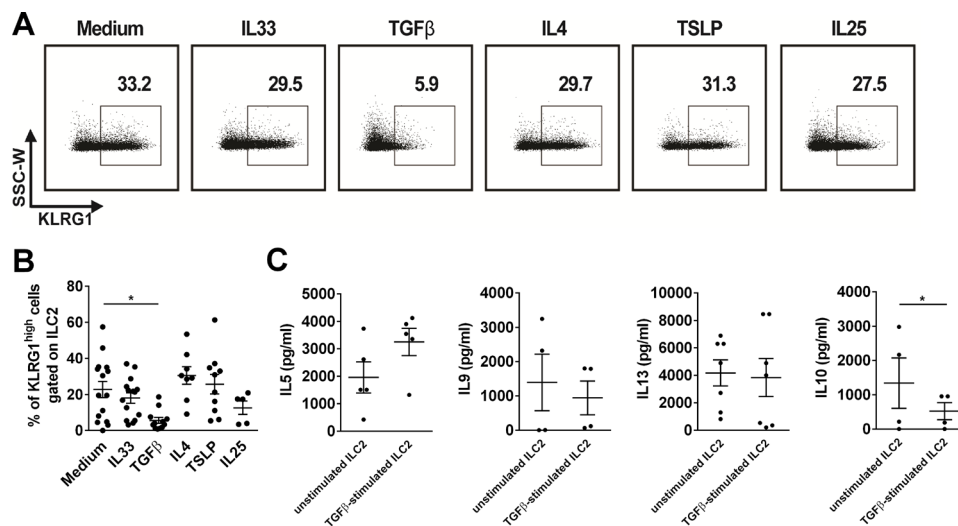 A
Medium IL33 TGFβ IL4 TSLP IL25
33.2 29.5 5.9 29.7 31.3 27.5
SSC-W
KLRG1
B
% of KLRG1high cells
gated on ILC2
80
60
40
20
0
*
Medium IL33 TGFβ IL4 TSLP IL25
C
IL5 (pg/ml)
5000
4000
3000
2000
1000
0
unstimulated ILC2
TGFβ-stimulated ILC2
IL9 (pg/ml)
4000
3000
2000
1000
0
unstimulated ILC2
TGFβ-stimulated ILC2
IL13 (pg/ml)
10000
8000
6000
4000
2000
0
unstimulated ILC2
TGFβ-stimulated ILC2
IL10 (pg/ml)
4000
3000
2000
1000
0
*
unstimulated ILC2
TGFβ-stimulated ILC2